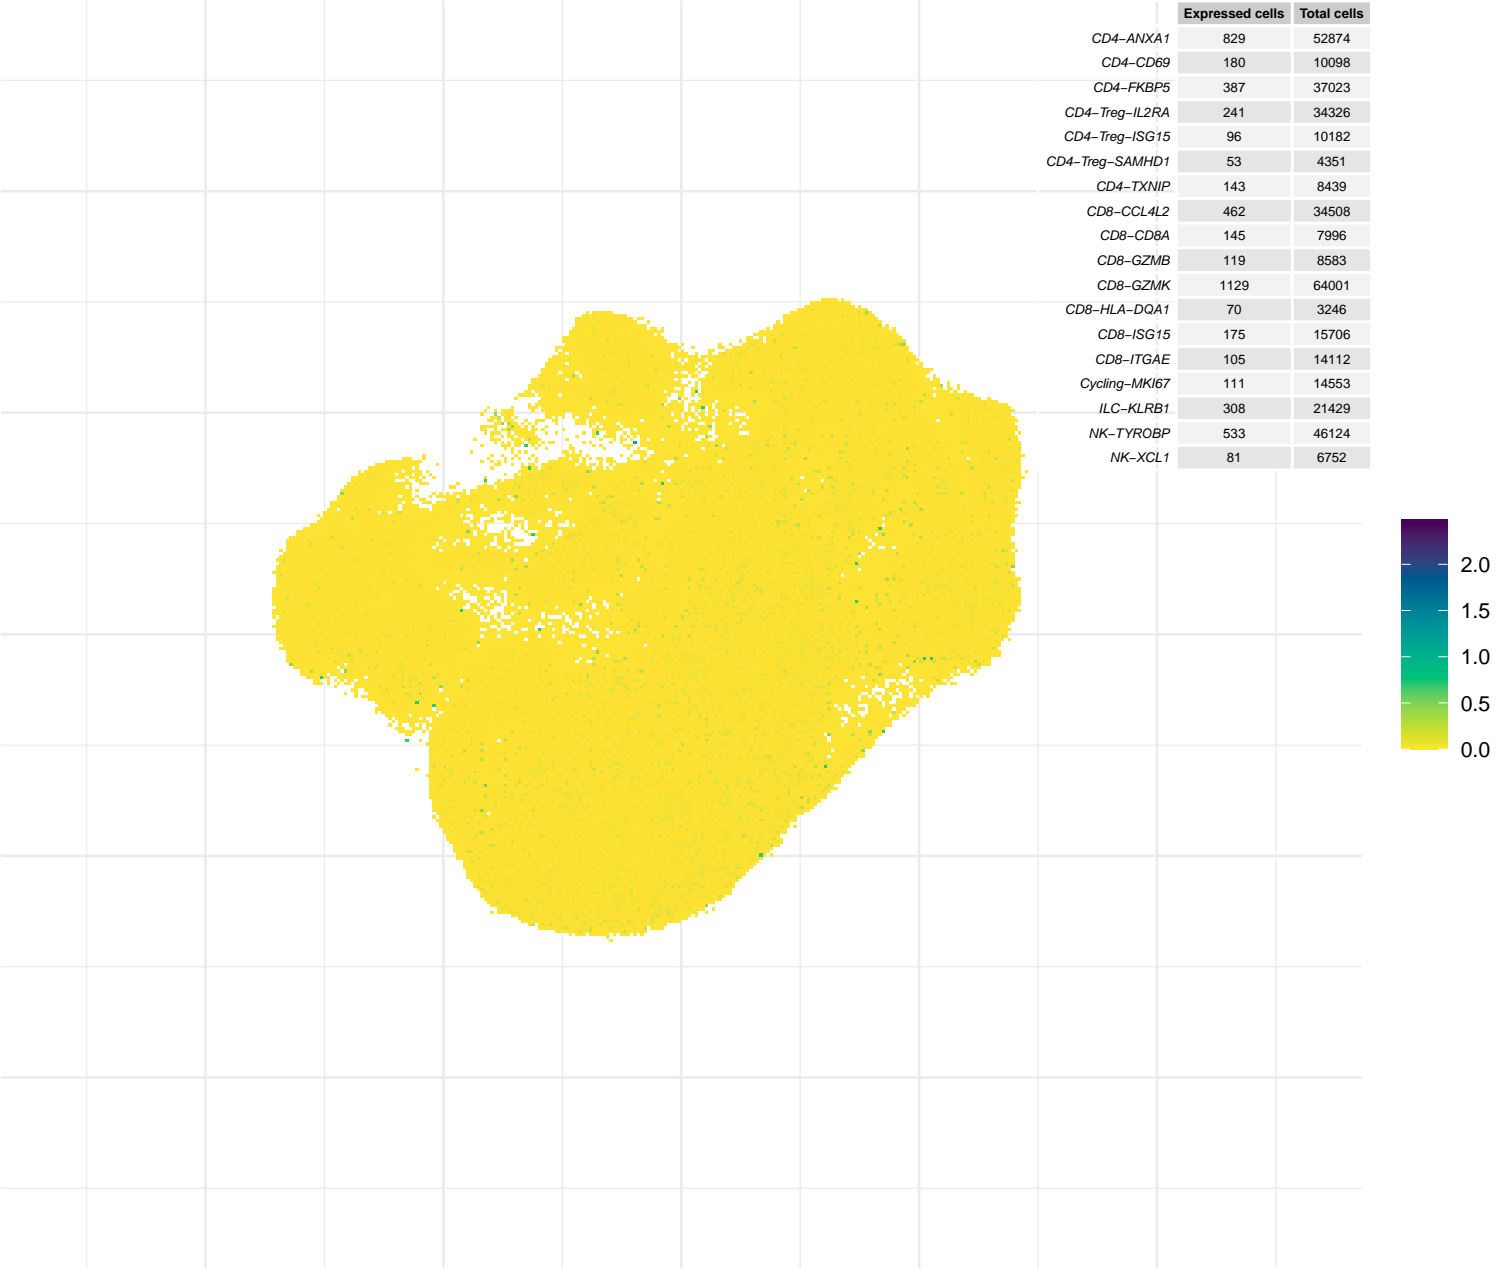 Expressed cells Total cells
CD4−ANXA1 829 52874
CD4−CD69 180 10098
CD4−FKBP5 387 37023
CD4−Treg−IL2RA 241 34326
CD4−Treg−ISG15 96 10182
CD4−Treg−SAMHD1 53 4351
CD4−TXNIP 143 8439
CD8−CCL4L2 462 34508
CD8−CD8A 145 7996
CD8−GZMB 119 8583
CD8−GZMK 1129 64001
CD8−HLA−DQA1 70 3246
CD8−ISG15 175 15706
CD8−ITGAE 105 14112
Cycling−MKI67 111 14553
ILC−KLRB1 308 21429
NK−TYROBP 533 46124
NK−XCL1 81 6752
2.0
1.5
1.0
0.5
0.0